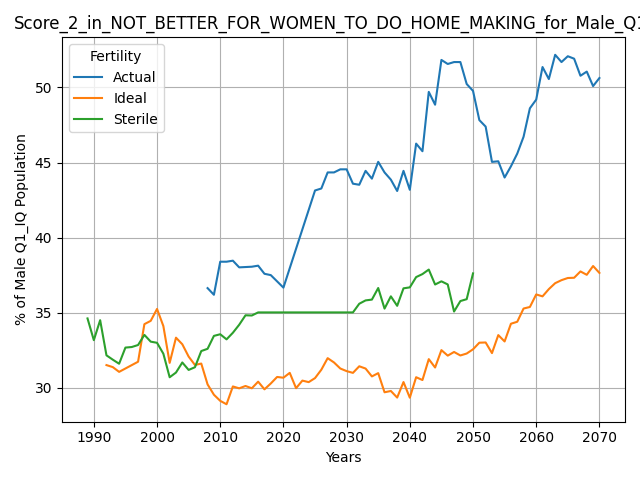 Score_2_in_NOT_BETTER_FOR_WOMEN_TO_DO_HOME_MAKING_for_Male_Q1
Fertility
Actual
Ideal
Sterile
% of Male Q1_IQ Population
50
45
40
35
30
1990 2000 2010 2020 2030 2040 2050 2060 2070
Years